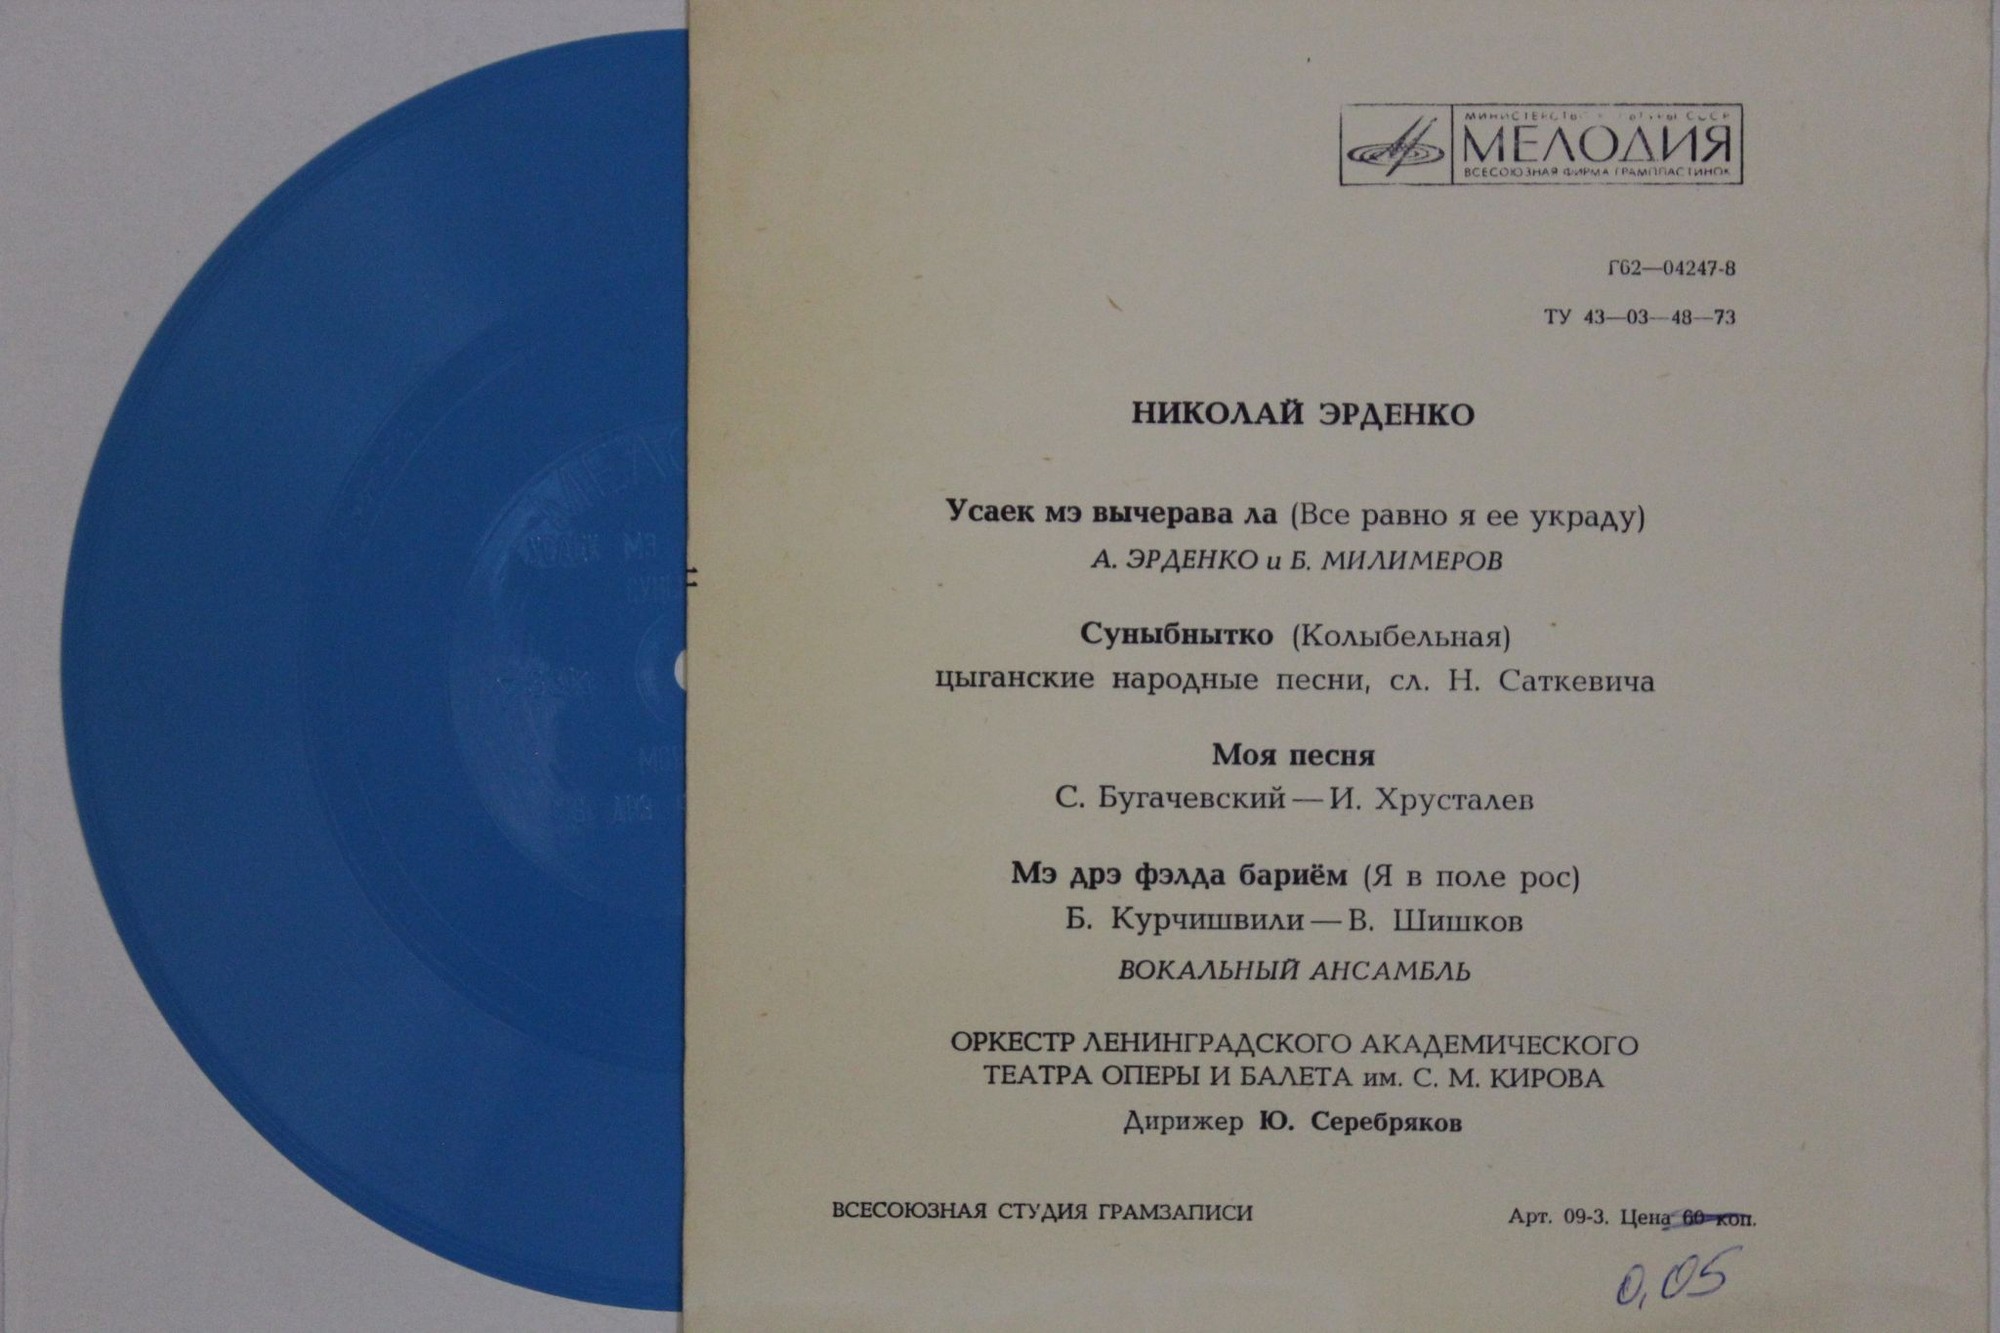 МЕЛОДИЯ
ВСЕСОЮЗНАЯ ФИРМА ГРАМПЛАСТИНОК
Г62—04247-8
ТУ 43—03—48—73
НИКОЛАЙ ЭРДЕНКО
Усаек мэ вычерава ла (Все равно я ее украду)
А. ЭРДЕНКО и Б. МИЛИМЕРОВ
Суныбнытко (Колыбельная)
цыганские народные песни, сл. Н. Саткевича
Моя песня
С. Бугачевский — И. Хрусталев
Мэ дрэ фэлда бариём (Я в поле рос)
Б. Курчишвили — В. Шишков
ВОКАЛЬНЫЙ АНСАМБЛЬ
ОРКЕСТР ЛЕНИНГРАДСКОГО АКАДЕМИЧЕСКОГО
ТЕАТРА ОПЕРЫ И БАЛЕТА им. С. М. КИРОВА
Дирижер Ю. Серебряков
ВСЕСОЮЗНАЯ СТУДИЯ ГРАМЗАПИСИ
Арт. 09-3. Цена 60 коп.
0,05